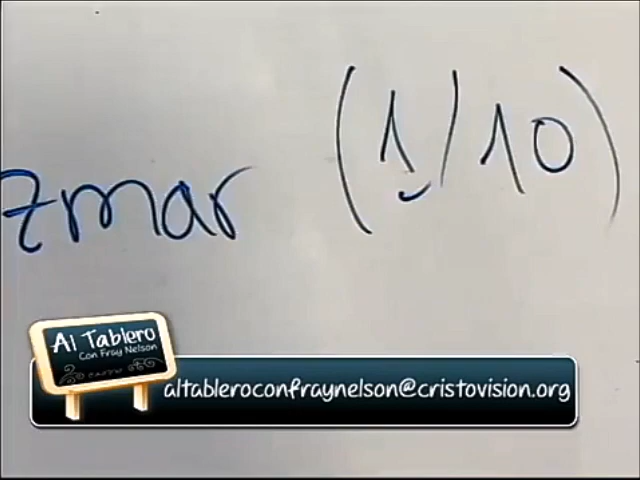 zmar (1/10)
Al Tablero
Con Fray Nelson
altableroconfraynelson@cristovision.org